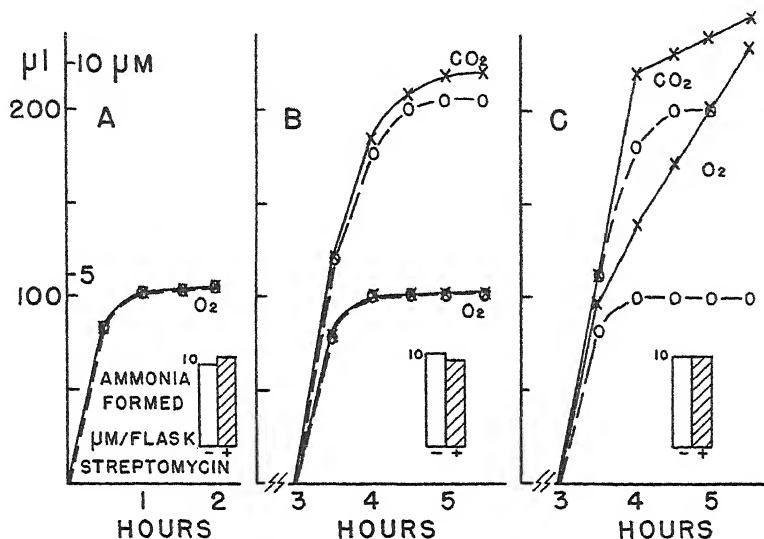 μl 10 μM
200
A
5
100
O₂
10
AMMONIA
FORMED
μM/FLASK - +
STREPTOMYCIN
1 2
HOURS
B
CO₂
O₂
10
- +
3 4 5
HOURS
C
CO₂
O₂
10
- +
3 4 5
HOURS